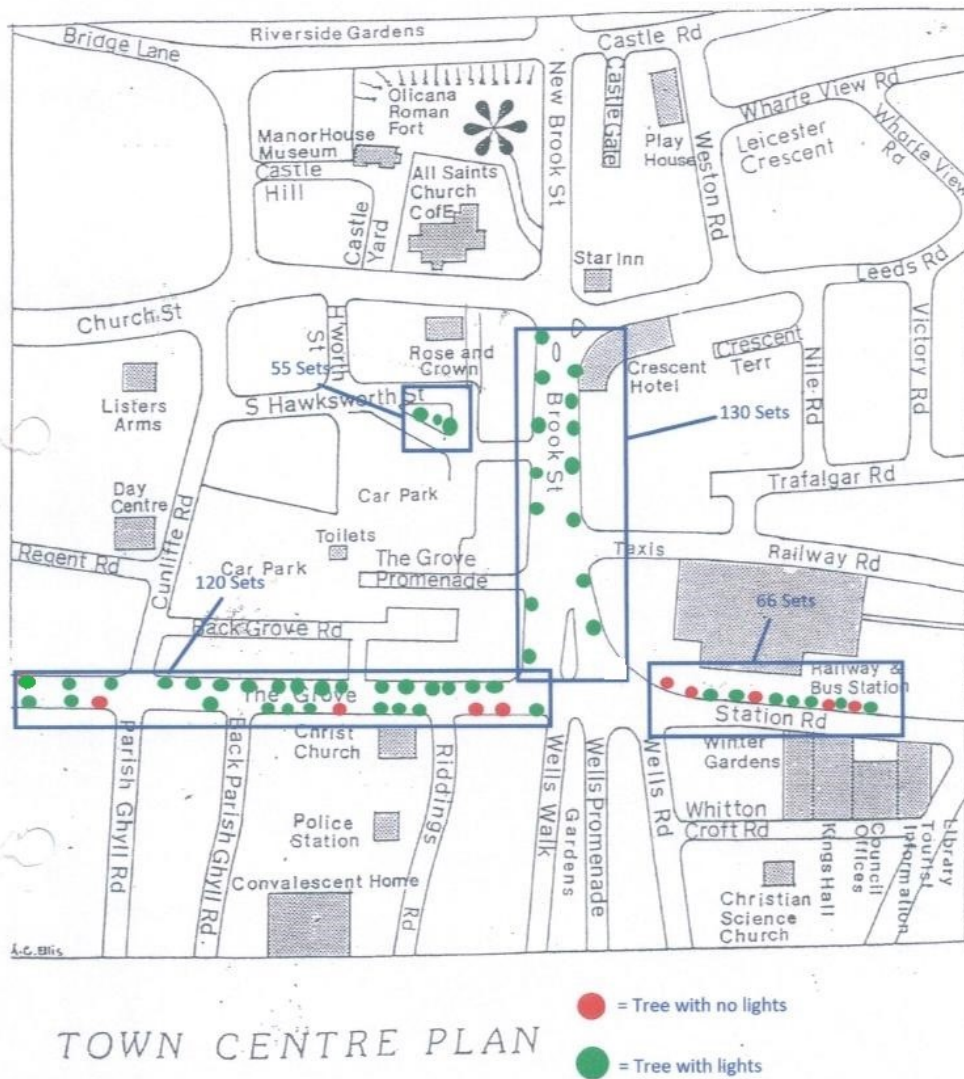 Bridge Lane
Riverside Gardens
Castle Rd
New Brook St
Castle Gate
Play
House
Weston Rd
Wharfe View Rd
Wharfe View
Rd
Leicester
Crescent
Olicana
Roman
Fort
Manor House
Museum
Castle
Hill
Castle
Yard
All Saints
Church
CofE
Star Inn
Leeds Rd
Victory Rd
Church St
H'worth
St
Rose and
Crown
Crescent
Hotel
Crescent
Terr
Nile Rd
55 Sets
S Hawksworth St
Listers
Arms
Brook St
130 Sets
Trafalgar Rd
Day
Centre
Car Park
Toilets
Regent Rd
Cunliffe Rd
Car Park
The Grove
Promenade
Taxis
Railway Rd
120 Sets
66 Sets
Back Grove Rd
The Grove
Railway &
Bus Station
Station Rd
Parish Ghyll Rd
Back Parish Ghyll Rd.
Christ
Church
Riddings
Rd
Wells Walk
Gardens
Wells Promenade
Wells Rd
Winter
Gardens
Whitton
Croft Rd
Kings Hall
Council
Offices
Tourist
Information
Library
Police
Station
Convalescent Home
Christian
Science
Church
A.C. Ellis
TOWN CENTRE PLAN
= Tree with no lights
= Tree with lights